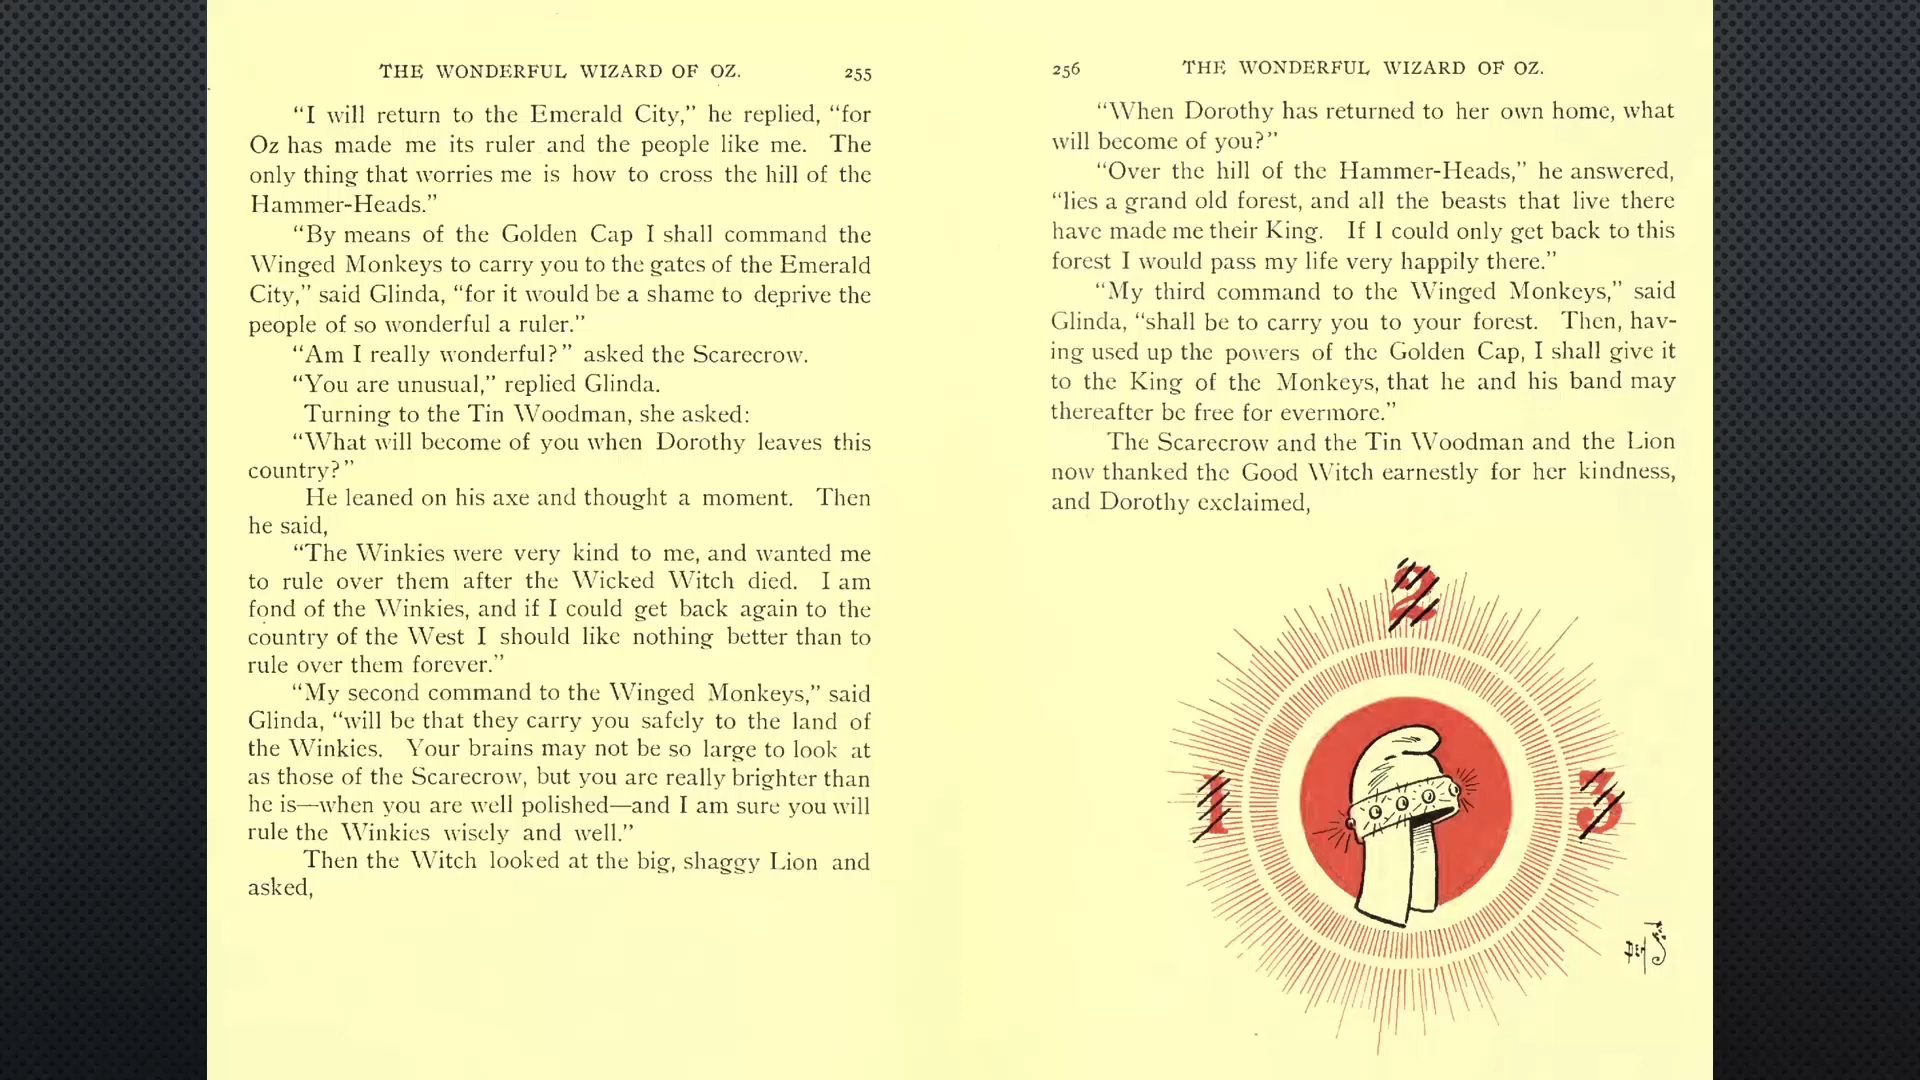 THE WONDERFUL WIZARD OF OZ. 255
“I will return to the Emerald City,” he replied, “for
Oz has made me its ruler and the people like me. The
only thing that worries me is how to cross the hill of the
Hammer-Heads.”
“By means of the Golden Cap I shall command the
Winged Monkeys to carry you to the gates of the Emerald
City,” said Glinda, “for it would be a shame to deprive the
people of so wonderful a ruler.”
“Am I really wonderful?” asked the Scarecrow.
“You are unusual,” replied Glinda.
Turning to the Tin Woodman, she asked:
“What will become of you when Dorothy leaves this
country?”
He leaned on his axe and thought a moment. Then
he said,
“The Winkies were very kind to me, and wanted me
to rule over them after the Wicked Witch died. I am
fond of the Winkies, and if I could get back again to the
country of the West I should like nothing better than to
rule over them forever.”
“My second command to the Winged Monkeys,” said
Glinda, “will be that they carry you safely to the land of
the Winkies. Your brains may not be so large to look at
as those of the Scarecrow, but you are really brighter than
he is—when you are well polished—and I am sure you will
rule the Winkies wisely and well.”
Then the Witch looked at the big, shaggy Lion and
asked,
256 THE WONDERFUL WIZARD OF OZ.
“When Dorothy has returned to her own home, what
will become of you?”
“Over the hill of the Hammer-Heads,” he answered,
“lies a grand old forest, and all the beasts that live there
have made me their King. If I could only get back to this
forest I would pass my life very happily there.”
“My third command to the Winged Monkeys,” said
Glinda, “shall be to carry you to your forest. Then, hav-
ing used up the powers of the Golden Cap, I shall give it
to the King of the Monkeys, that he and his band may
thereafter be free for evermore.”
The Scarecrow and the Tin Woodman and the Lion
now thanked the Good Witch earnestly for her kindness,
and Dorothy exclaimed,
2
1
3